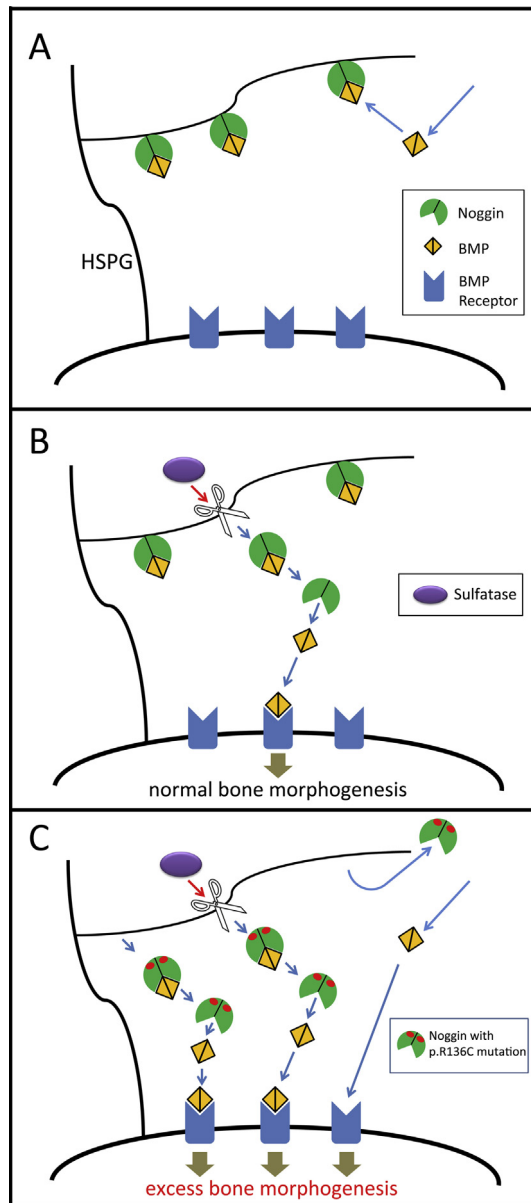 A
HSPG
Noggin
BMP
BMP
Receptor
B
Sulfatase
normal bone morphogenesis
C
Noggin with
p.R136C mutation
excess bone morphogenesis